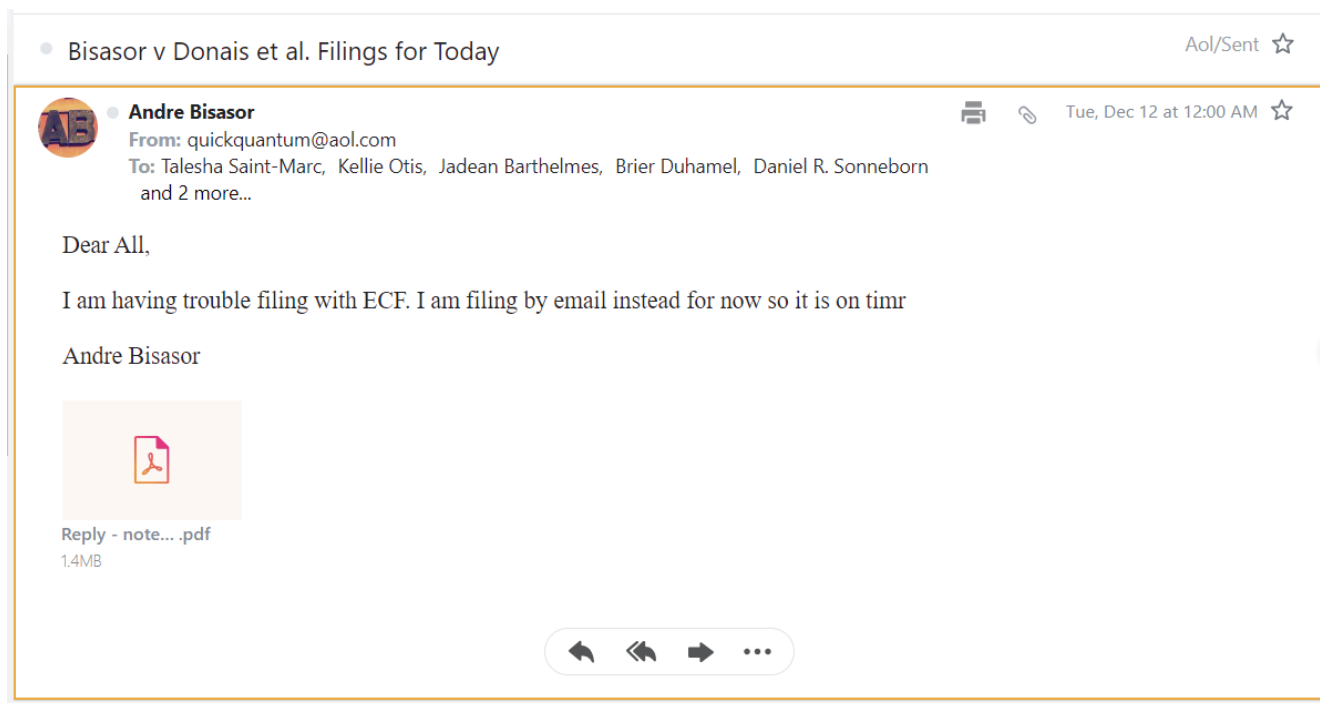 Bisasor v Donais et al. Filings for Today
Aol/Sent
AB
Andre Bisasor
Tue, Dec 12 at 12:00 AM
From: quickquantum@aol.com
To: Talesha Saint-Marc, Kellie Otis, Jadean Barthelmes, Brier Duhamel, Daniel R. Sonneborn
and 2 more...
Dear All,
I am having trouble filing with ECF. I am filing by email instead for now so it is on timr
Andre Bisasor
Reply - note... .pdf
1.4MB